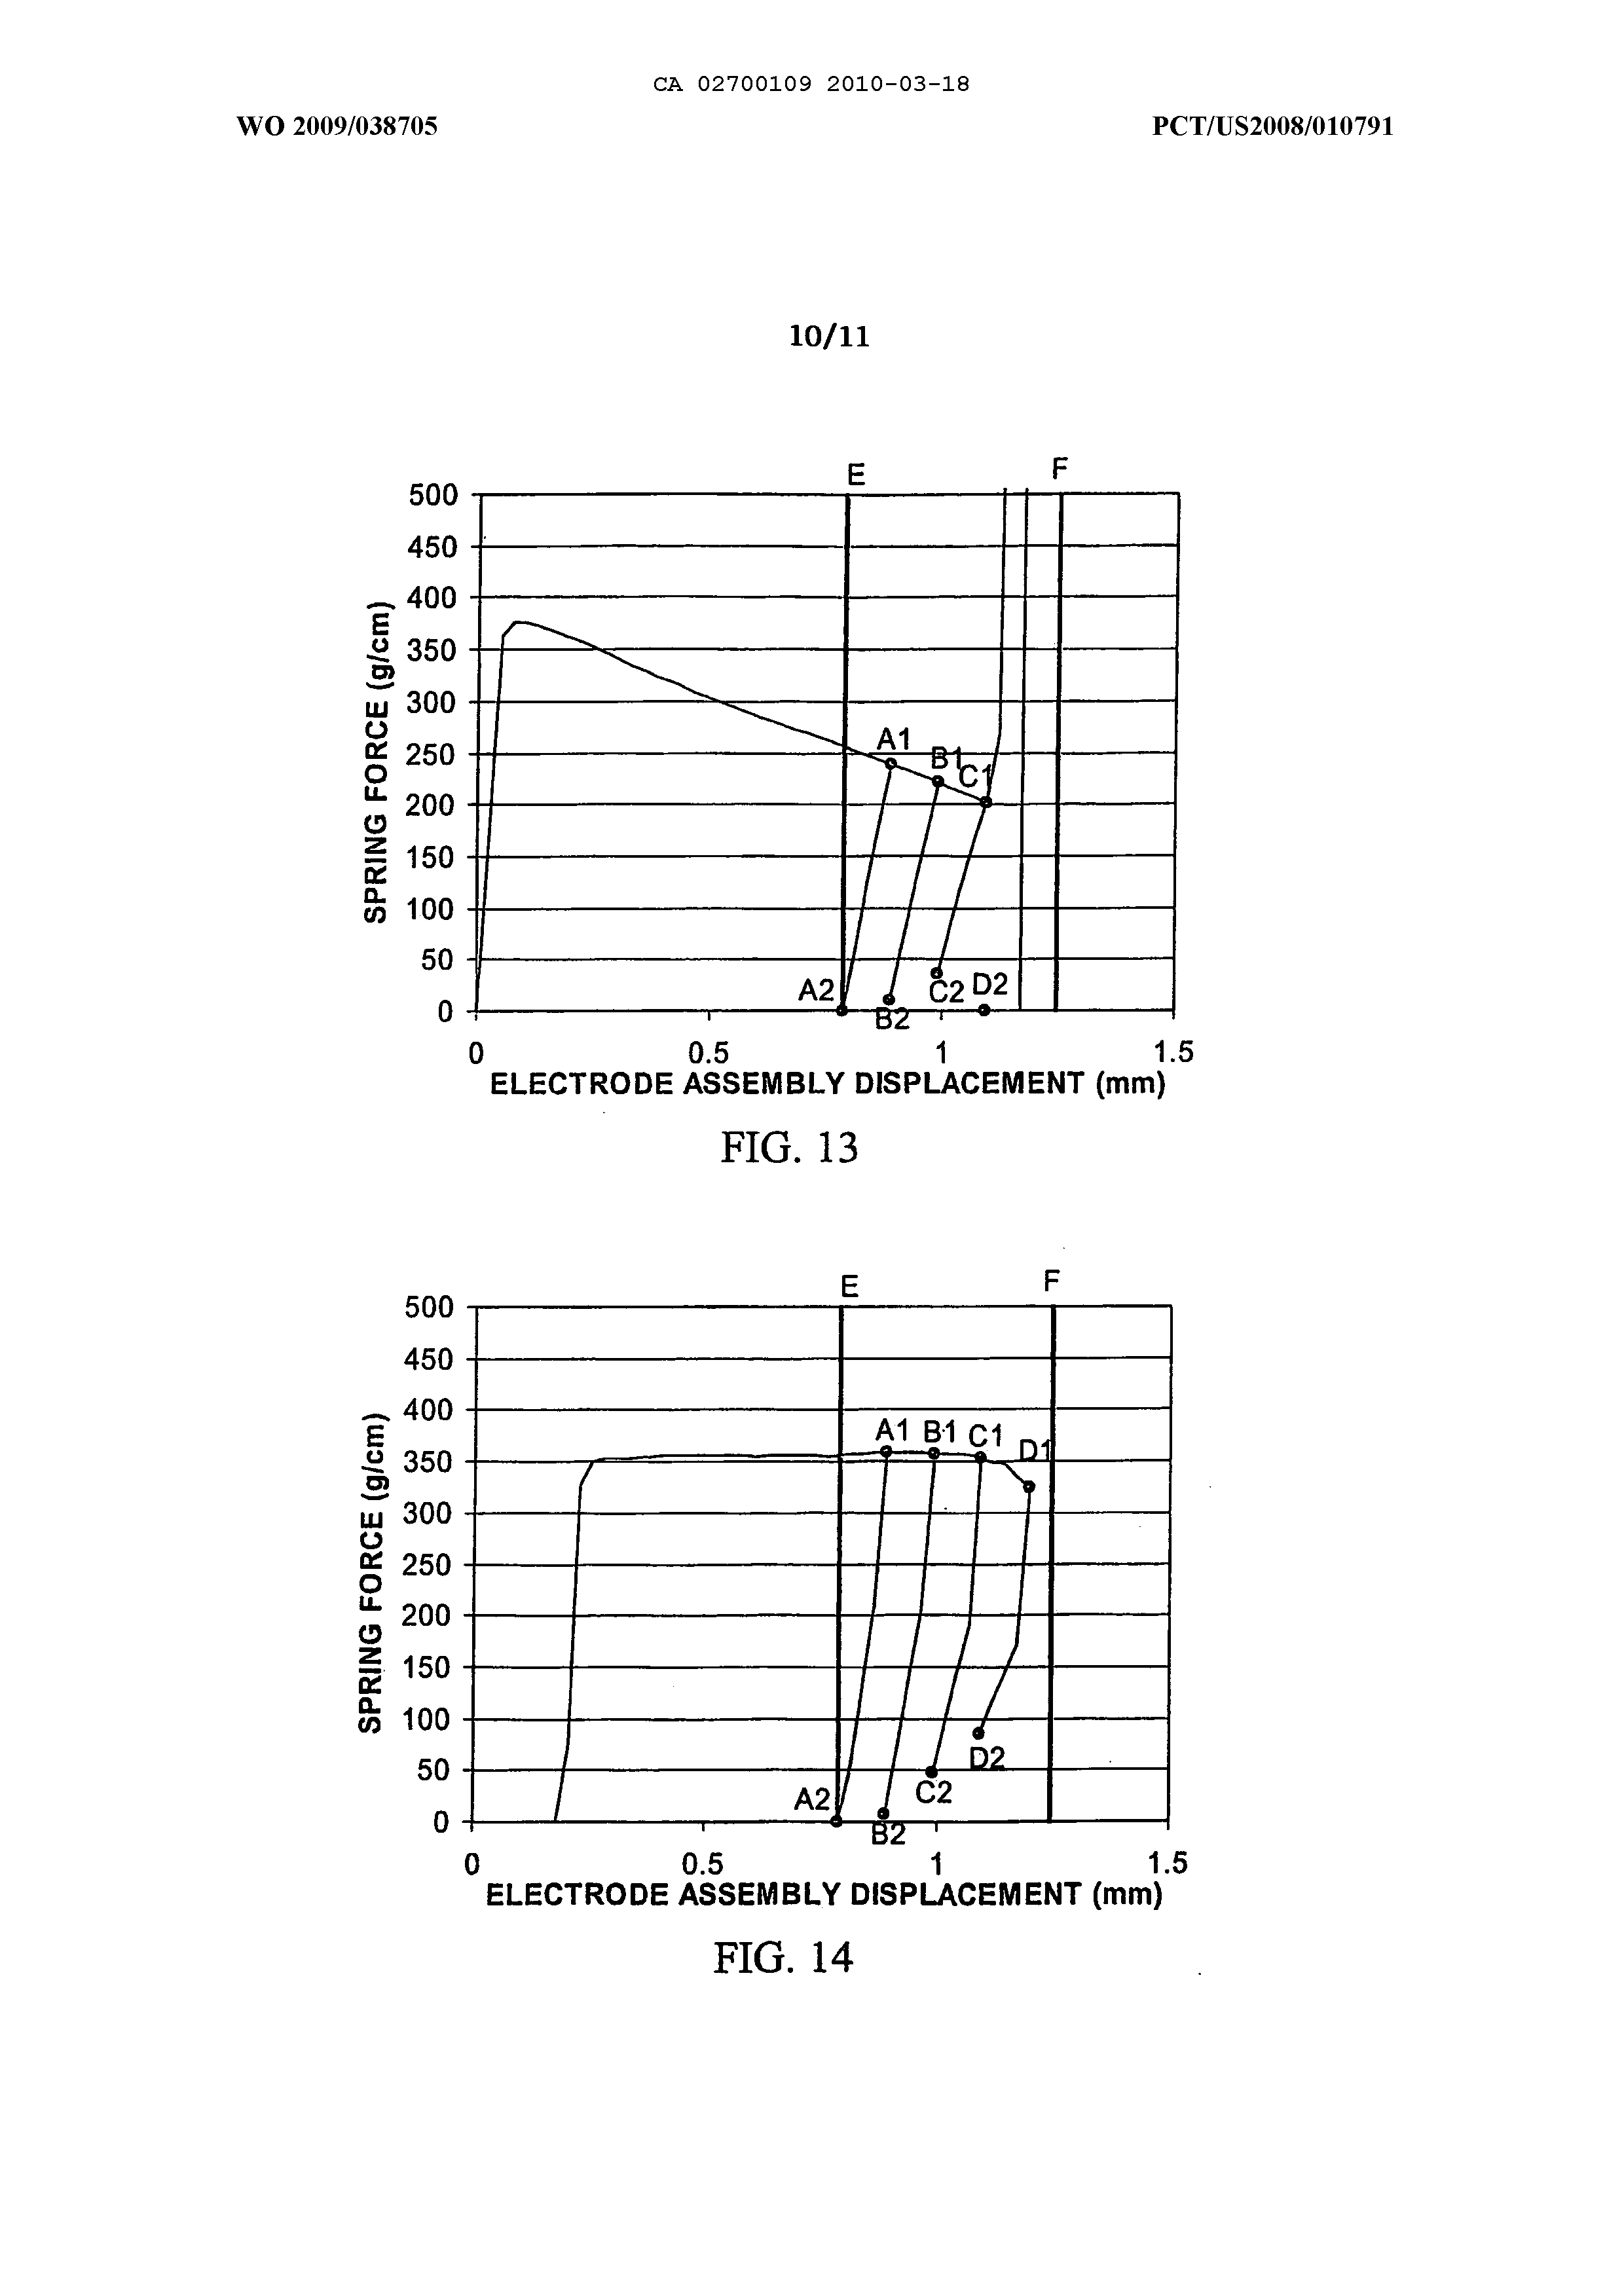 CA 02700109 2010-03-18
WO 2009/038705
PCT/US2008/010791
10/11
E
F
500
450
400
350
300
250
200
150
100
50
0
SPRING FORCE (g/cm)
A1
B1
C1
A2
B2
C2
D2
0
0.5
1
1.5
ELECTRODE ASSEMBLY DISPLACEMENT (mm)
FIG. 13
E
F
500
450
400
350
300
250
200
150
100
50
0
SPRING FORCE (g/cm)
A1
B1
C1
D1
A2
B2
C2
D2
0
0.5
1
1.5
ELECTRODE ASSEMBLY DISPLACEMENT (mm)
FIG. 14